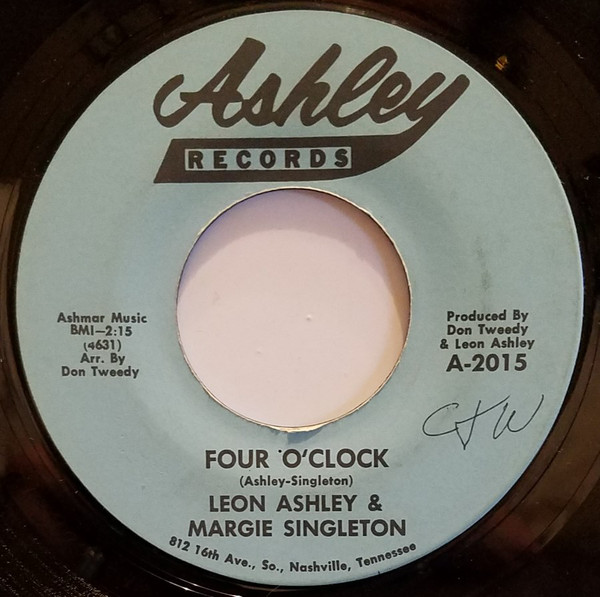 Ashley
RECORDS
Ashmar Music
BMI—2:15
(4631)
Arr. By
Don Tweedy
Produced By
Don Tweedy
& Leon Ashley
A-2015
C+W
FOUR O'CLOCK
(Ashley-Singleton)
LEON ASHLEY &
MARGIE SINGLETON
812 16th Ave., So., Nashville, Tennessee